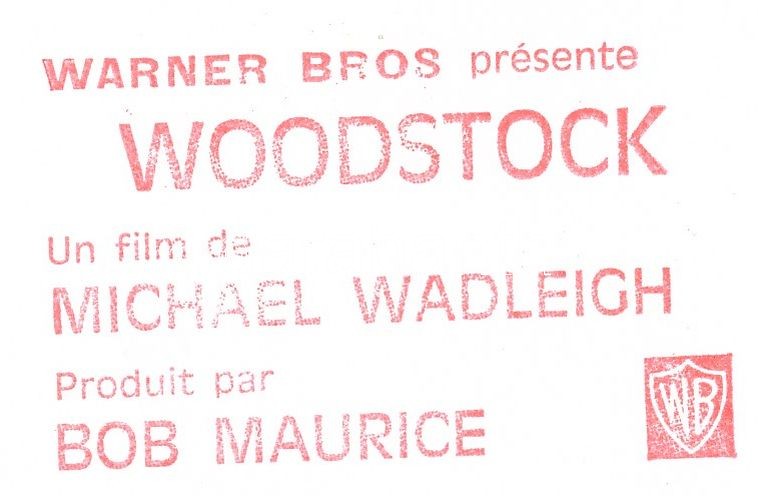 WARNER BROS présente
WOODSTOCK
Un film de
MICHAEL WADLEIGH
Produit par
BOB MAURICE
WB